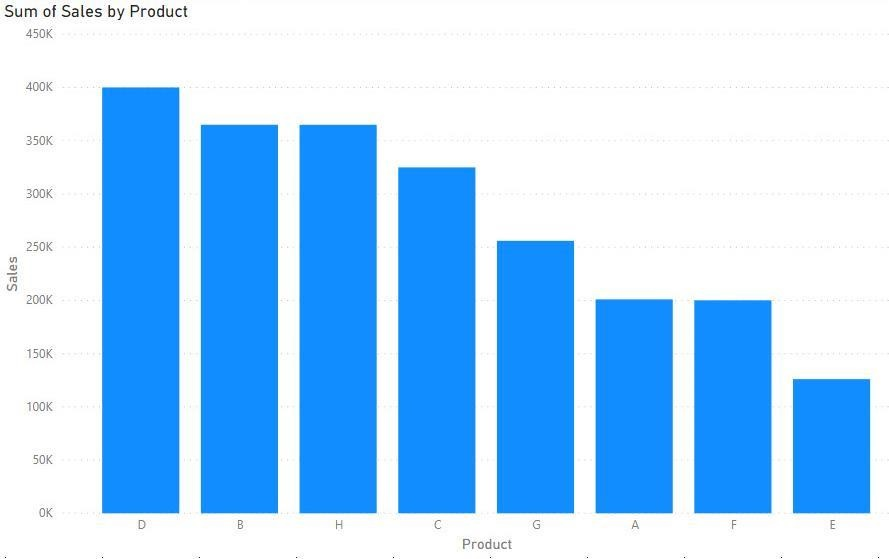 Sum of Sales by Product
450K
400K
350K
300K
250K
200K
150K
100K
50K
0K
Sales
D B H C G A F E
Product